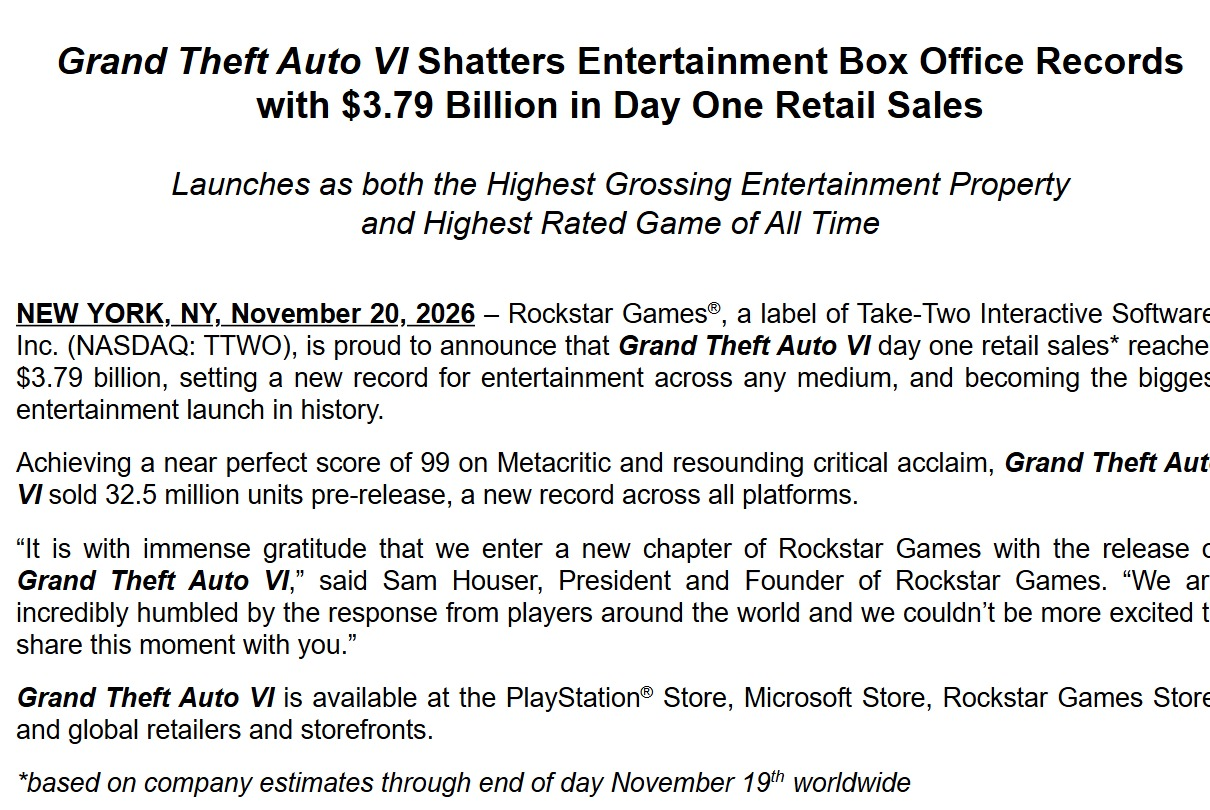 Grand Theft Auto VI Shatters Entertainment Box Office Records
with $3.79 Billion in Day One Retail Sales
Launches as both the Highest Grossing Entertainment Property
and Highest Rated Game of All Time
NEW YORK, NY, November 20, 2026 – Rockstar Games®, a label of Take-Two Interactive Software
Inc. (NASDAQ: TTWO), is proud to announce that Grand Theft Auto VI day one retail sales* reache
$3.79 billion, setting a new record for entertainment across any medium, and becoming the bigges
entertainment launch in history.
Achieving a near perfect score of 99 on Metacritic and resounding critical acclaim, Grand Theft Aut
VI sold 32.5 million units pre-release, a new record across all platforms.
“It is with immense gratitude that we enter a new chapter of Rockstar Games with the release o
Grand Theft Auto VI,” said Sam Houser, President and Founder of Rockstar Games. “We ar
incredibly humbled by the response from players around the world and we couldn’t be more excited t
share this moment with you.”
Grand Theft Auto VI is available at the PlayStation® Store, Microsoft Store, Rockstar Games Store
and global retailers and storefronts.
*based on company estimates through end of day November 19th worldwide